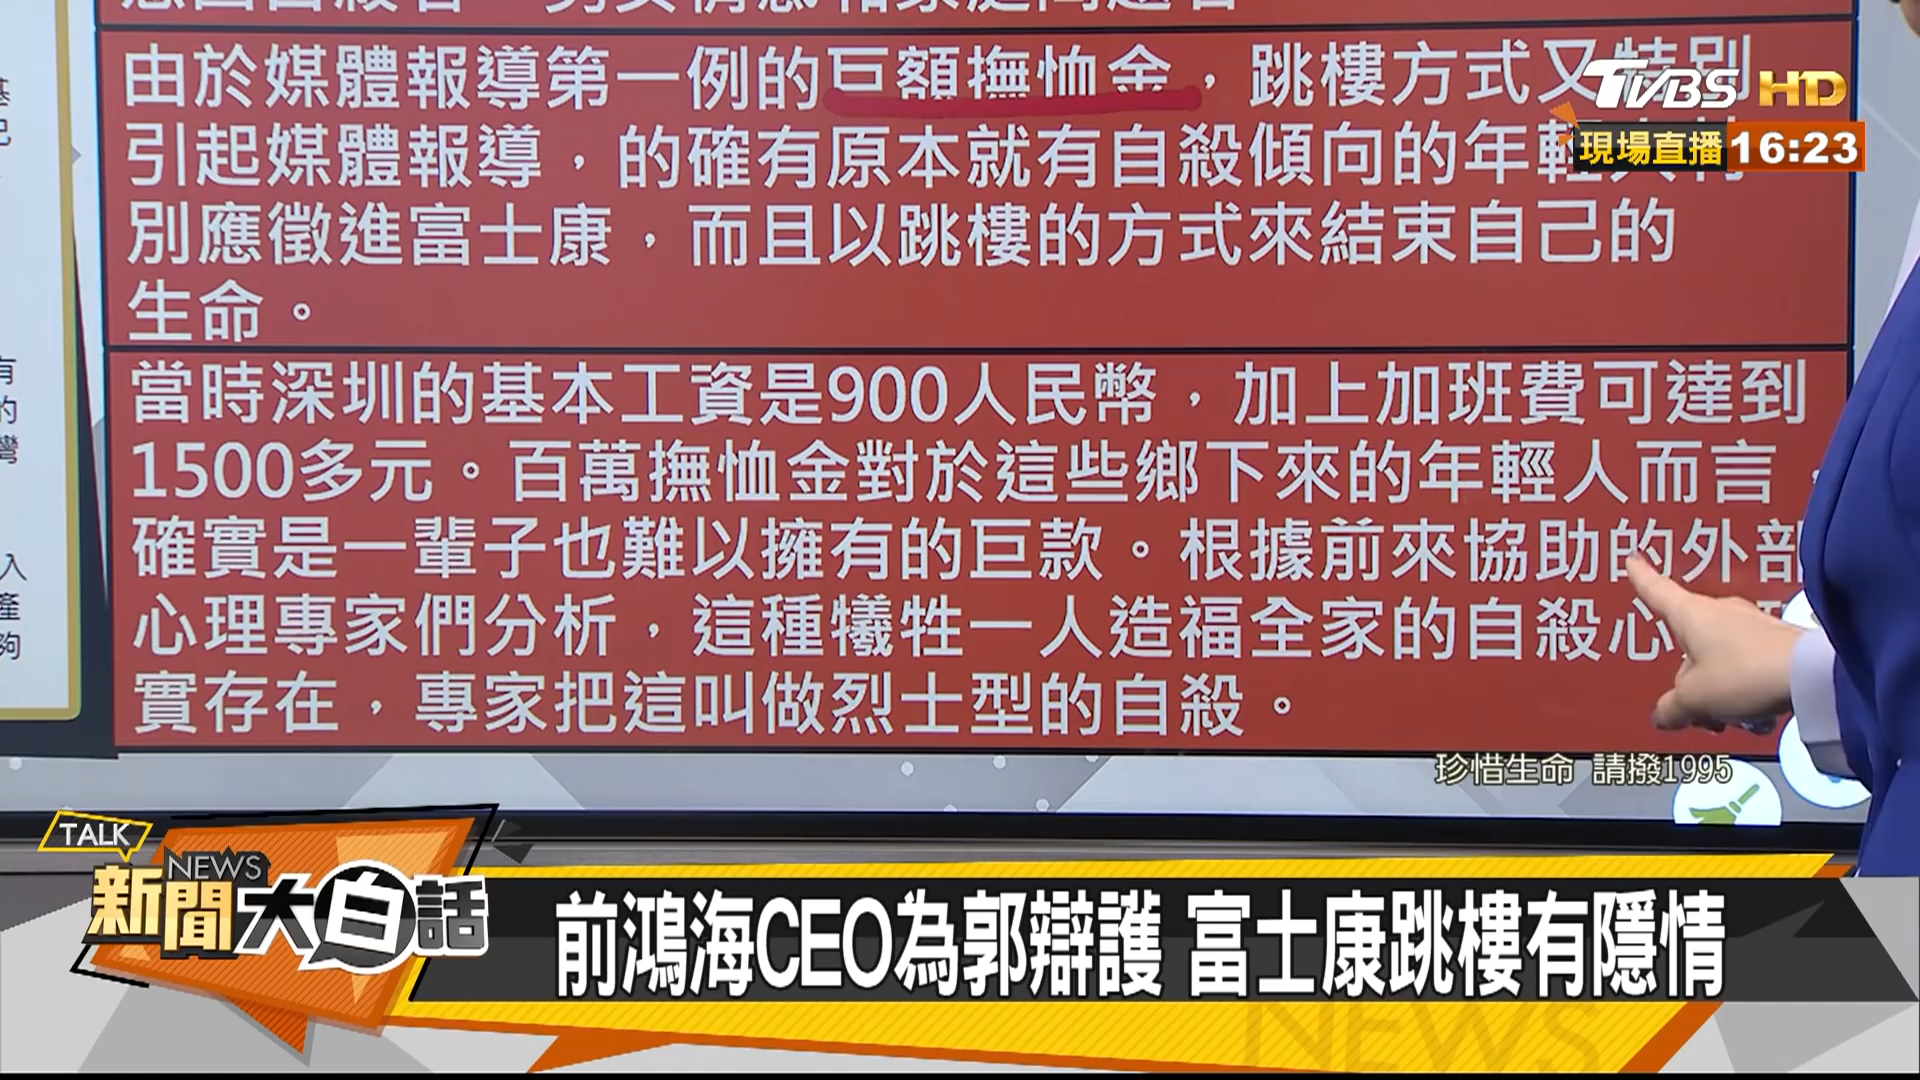 由於媒體報導第一例的巨額撫恤金，跳樓方式又特別
引起媒體報導，的確有原本就有自殺傾向的年輕人特
別應徵進富士康，而且以跳樓的方式來結束自己的
生命。
當時深圳的基本工資是900人民幣，加上加班費可達到
1500多元。百萬撫恤金對於這些鄉下來的年輕人而言，
確實是一輩子也難以擁有的巨款。根據前來協助的外部
心理專家們分析，這種犧牲一人造福全家的自殺心
實存在，專家把這叫做烈士型的自殺。
TVBS HD
現場直播 16:23
有
的
灣
入
產
夠
珍惜生命 請撥1995
TALK
NEWS
新聞大白話
前鴻海CEO為郭辯護 富士康跳樓有隱情
NEWS